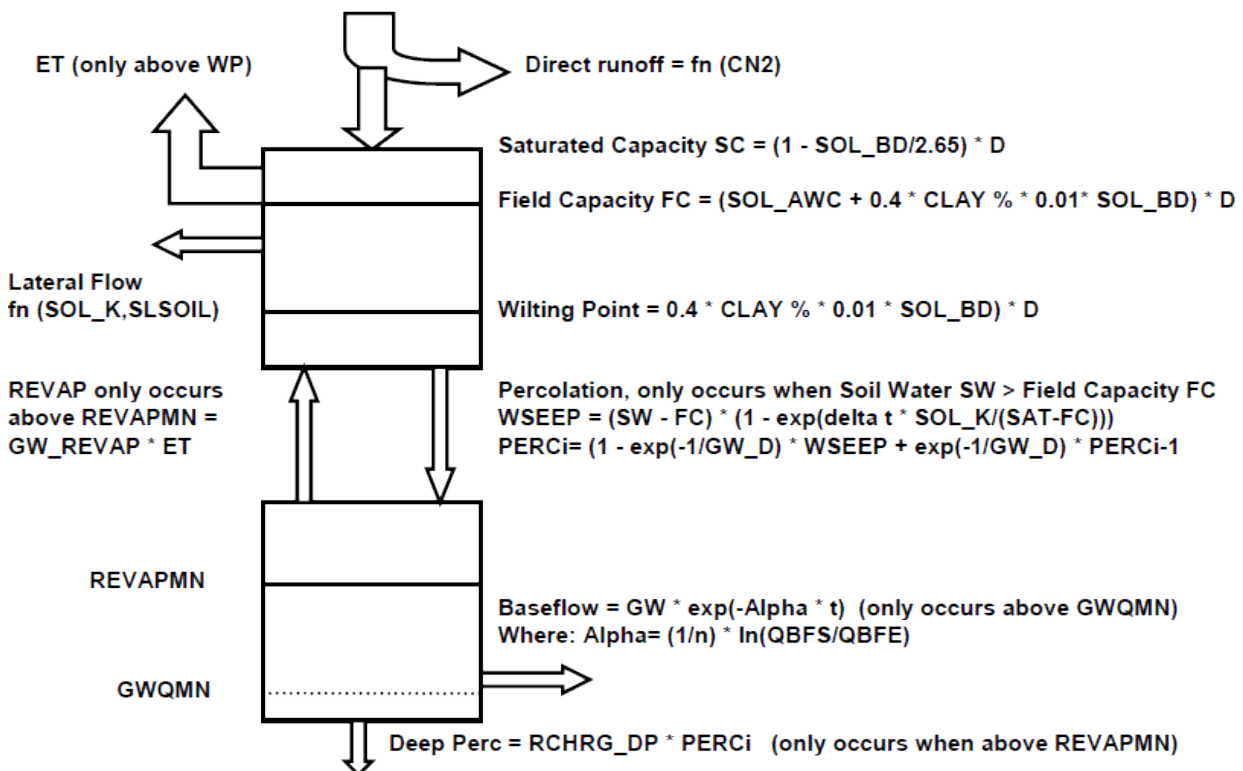 ET (only above WP)
Direct runoff = fn (CN2)
Saturated Capacity SC = (1 - SOL_BD/2.65) * D
Field Capacity FC = (SOL_AWC + 0.4 * CLAY % * 0.01* SOL_BD) * D
Lateral Flow
fn (SOL_K,SLSOIL)
Wilting Point = 0.4 * CLAY % * 0.01 * SOL_BD) * D
REVAP only occurs
above REVAPMN =
GW_REVAP * ET
Percolation, only occurs when Soil Water SW > Field Capacity FC
WSEEP = (SW - FC) * (1 - exp(delta t * SOL_K/(SAT-FC)))
PERCi= (1 - exp(-1/GW_D) * WSEEP + exp(-1/GW_D) * PERCi-1
REVAPMN
Baseflow = GW * exp(-Alpha * t)  (only occurs above GWQMN)
Where: Alpha= (1/n) * ln(QBFS/QBFE)
GWQMN
Deep Perc = RCHRG_DP * PERCi   (only occurs when above REVAPMN)